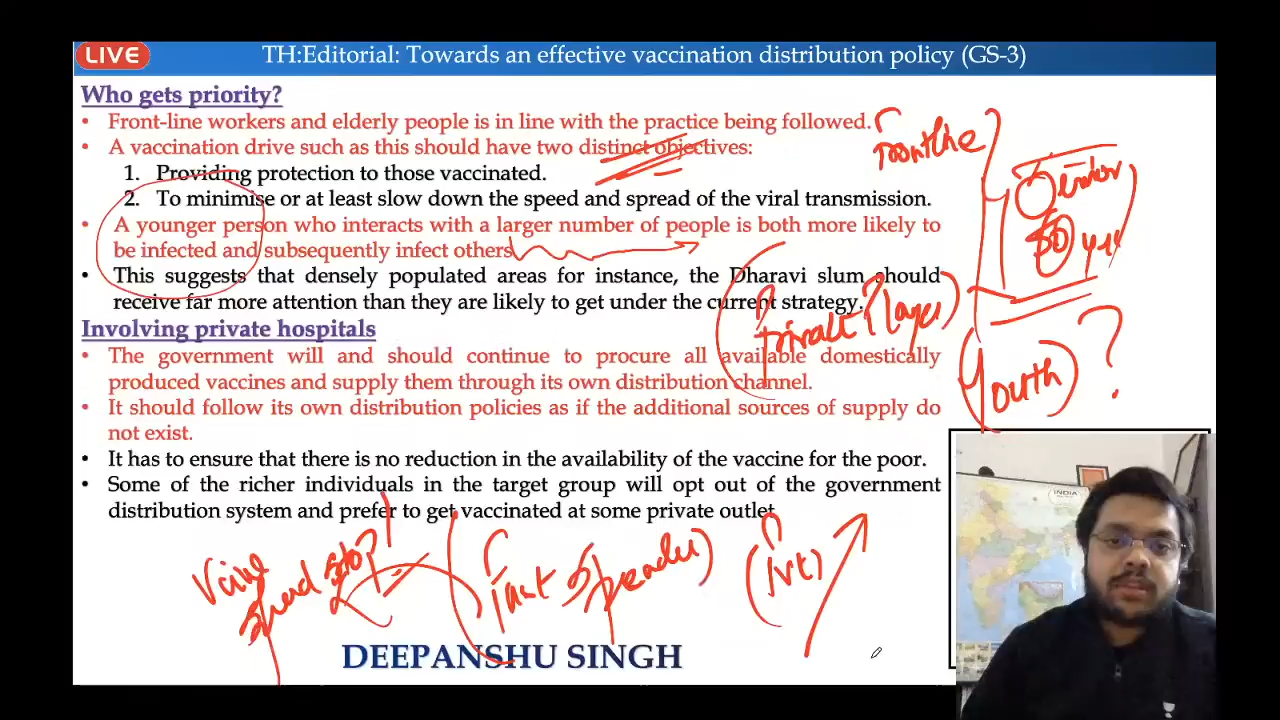 LIVE
TH:Editorial: Towards an effective vaccination distribution policy (GS-3)
Who gets priority?
• Front-line workers and elderly people is in line with the practice being followed.
• A vaccination drive such as this should have two distinct objectives:
1. Providing protection to those vaccinated.
2. To minimise or at least slow down the speed and spread of the viral transmission.
• A younger person who interacts with a larger number of people is both more likely to
be infected and subsequently infect others
• This suggests that densely populated areas for instance, the Dharavi slum should
receive far more attention than they are likely to get under the current strategy.
Involving private hospitals
• The government will and should continue to procure all available domestically
produced vaccines and supply them through its own distribution channel.
• It should follow its own distribution policies as if the additional sources of supply do
not exist.
• It has to ensure that there is no reduction in the availability of the vaccine for the poor.
• Some of the richer individuals in the target group will opt out of the government
distribution system and prefer to get vaccinated at some private outlet
Frontline
Senior
Private Player
Youth ?
stop
(Pvt)
DEEPANSHU SINGH
INDIA